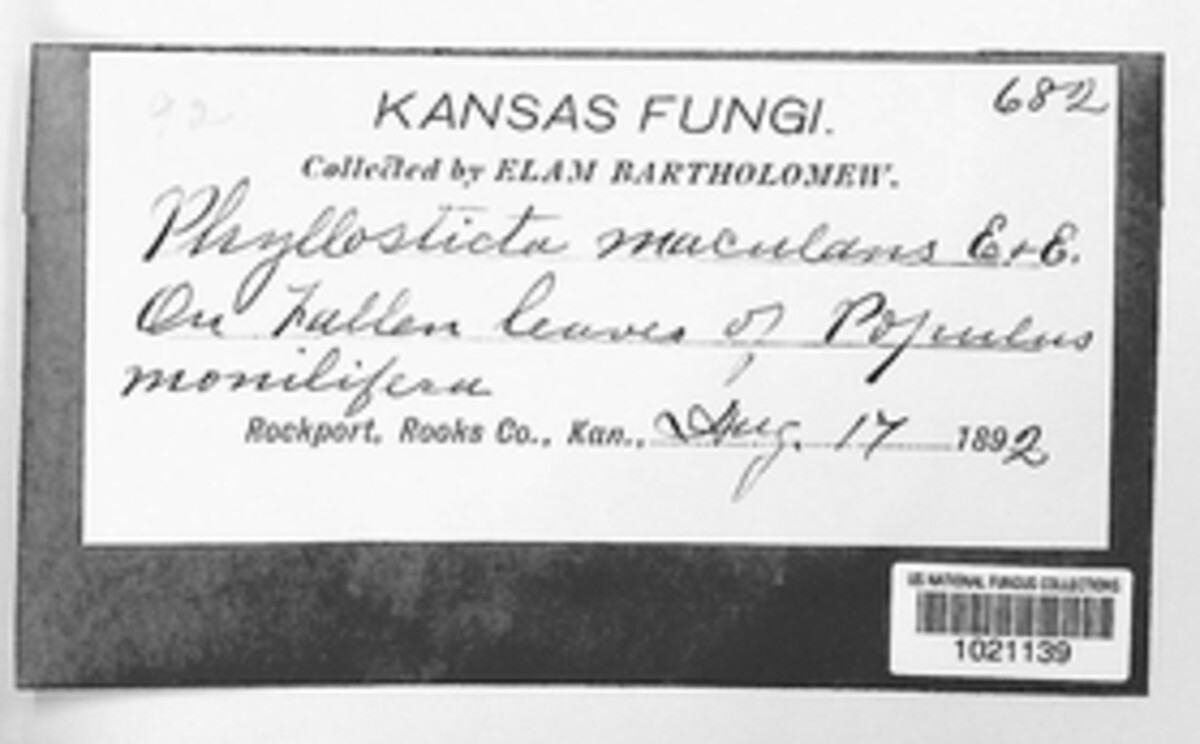 92
682
KANSAS FUNGI.
Collected by ELAM BARTHOLOMEW.
Phyllosticta maculans E. & E.
On Fallen leaves of Populus
monilifera
Rockport, Rooks Co., Kan., Aug. 17 1892
US NATIONAL FUNGUS COLLECTIONS
1021139